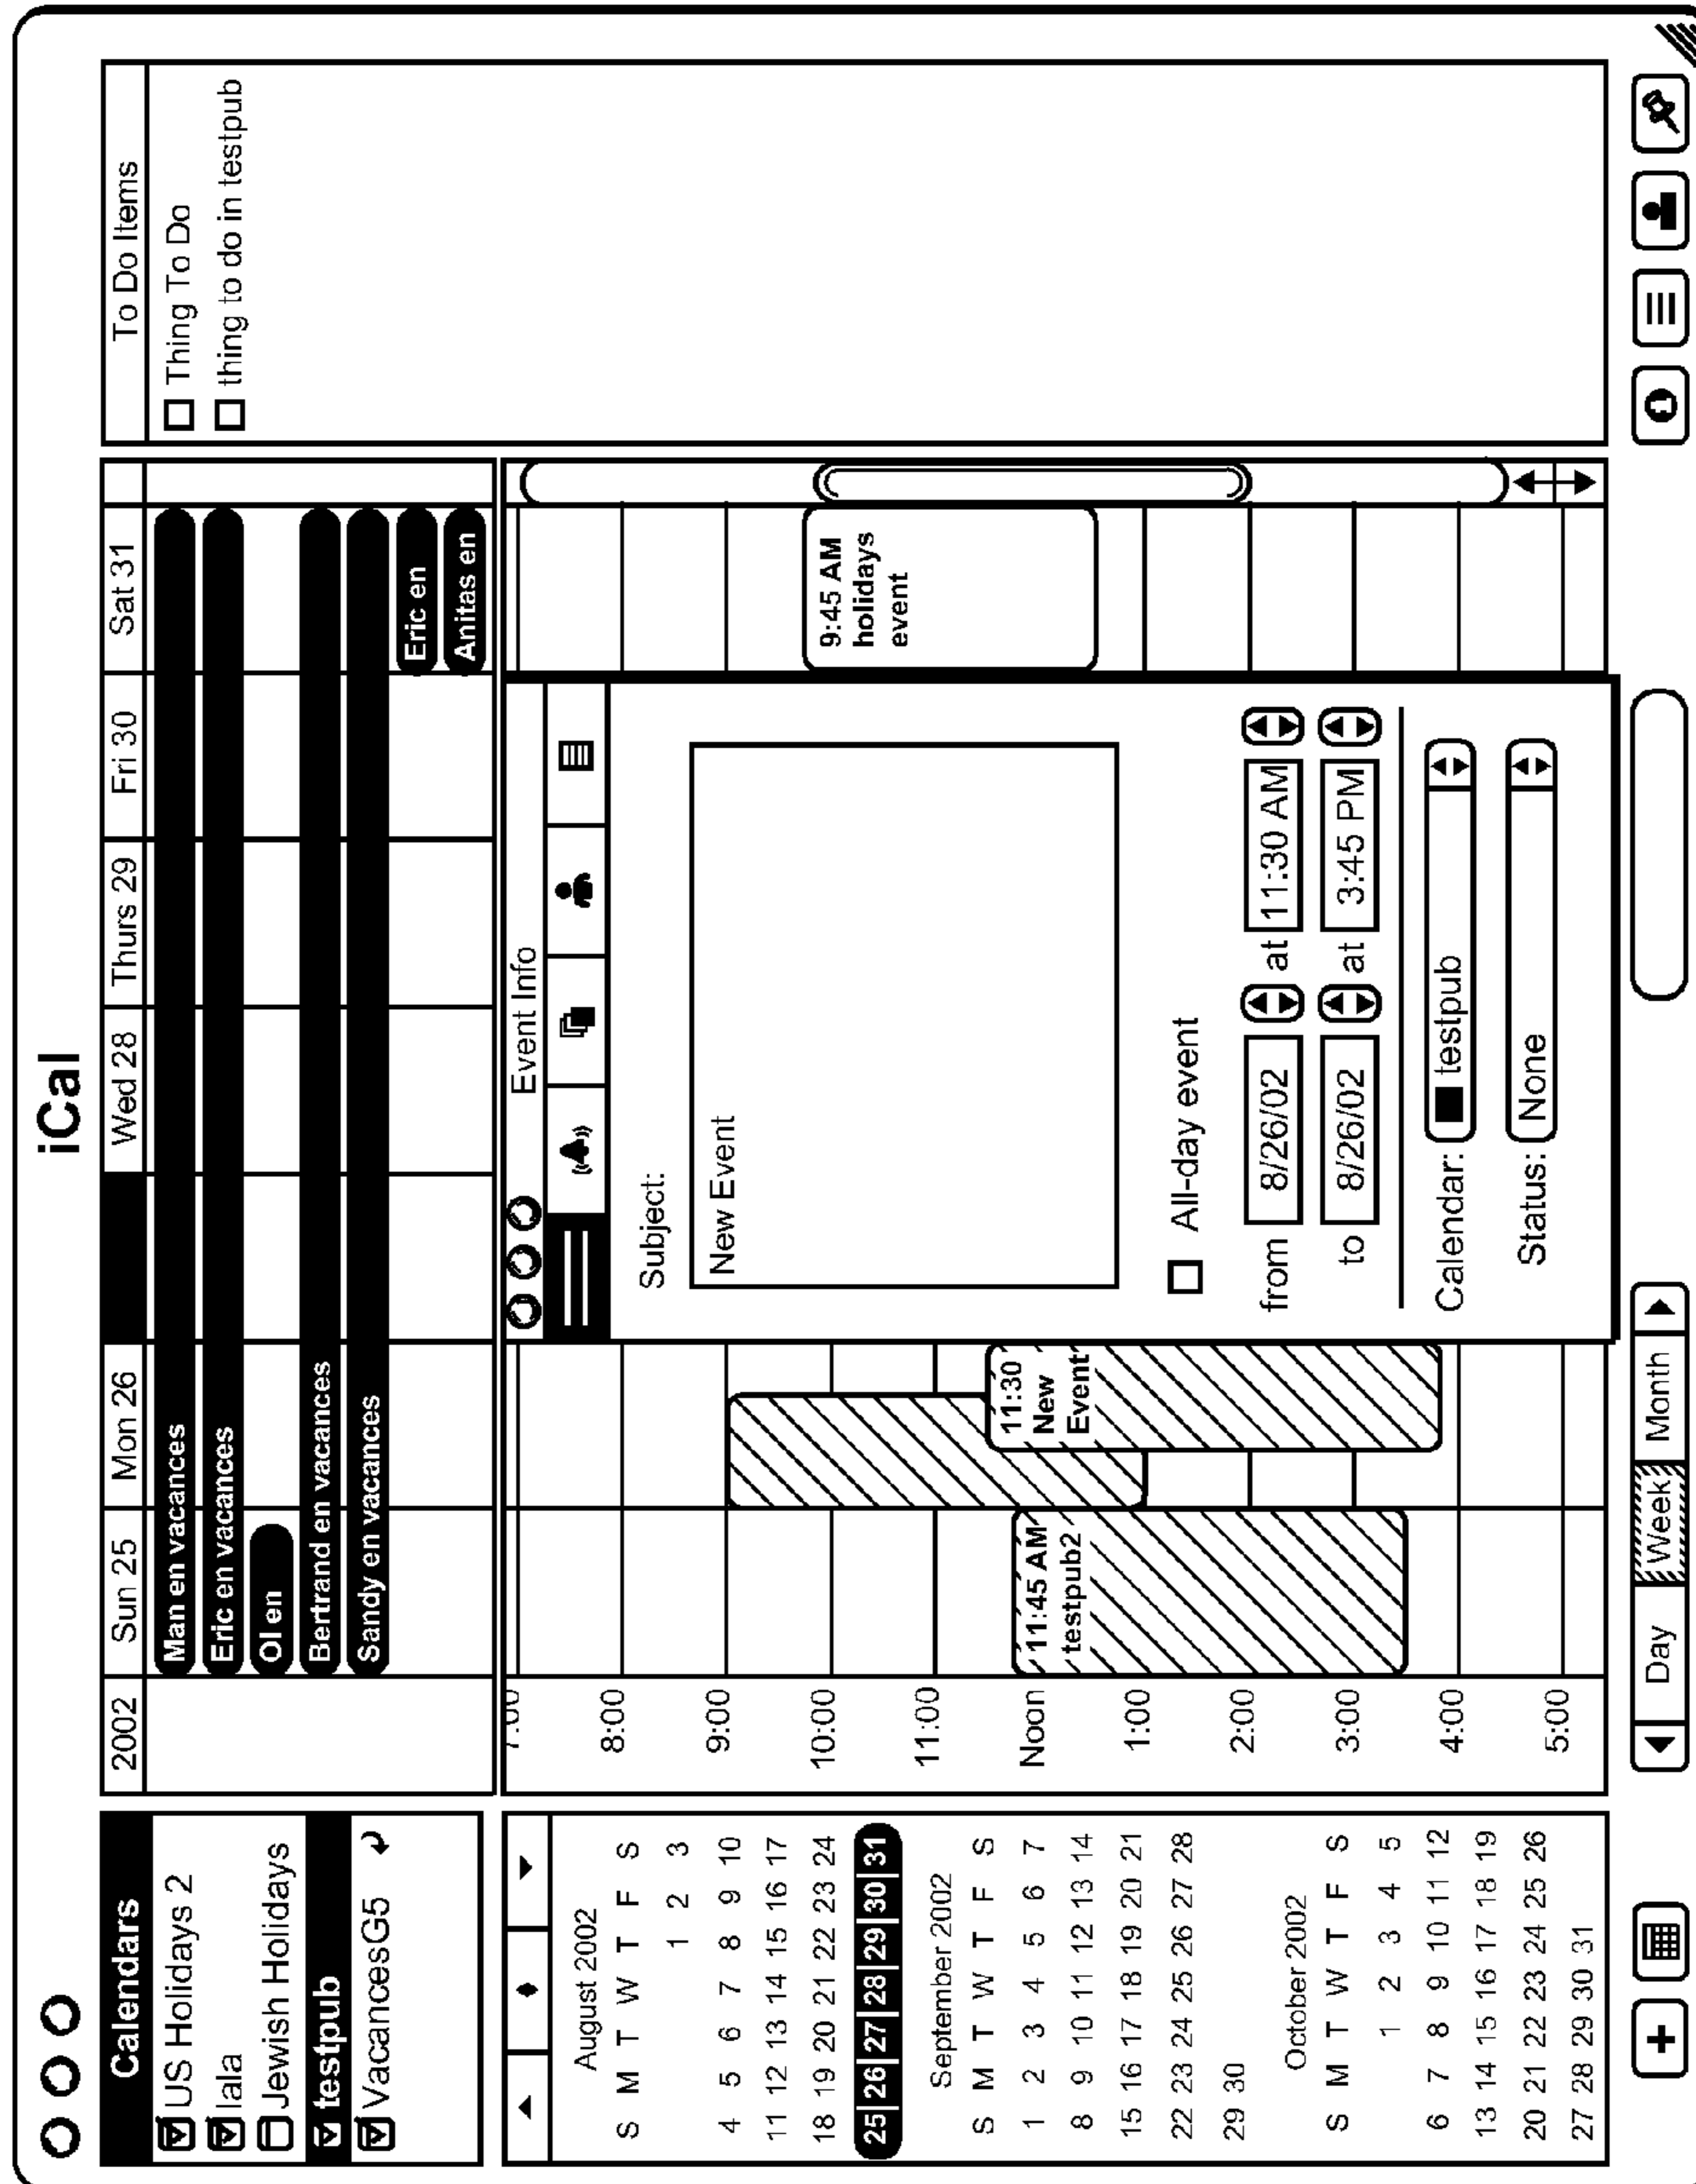 iCal
Calendars
US Holidays 2
lala
Jewish Holidays
testpub
VacancesG5
August 2002
S M T W T F S
1 2 3
4 5 6 7 8 9 10
11 12 13 14 15 16 17
18 19 20 21 22 23 24
25 26 27 28 29 30 31
September 2002
S M T W T F S
1 2 3 4 5 6 7
8 9 10 11 12 13 14
15 16 17 18 19 20 21
22 23 24 25 26 27 28
29 30
October 2002
S M T W T F S
1 2 3 4 5
6 7 8 9 10 11 12
13 14 15 16 17 18 19
20 21 22 23 24 25 26
27 28 29 30 31
2002 Sun 25 Mon 26 Wed 28 Thurs 29 Fri 30 Sat 31
Man en vacances
Eric en vacances
Ol en
Bertrand en vacances
Sandy en vacances
Eric en
Anitas en
7:00
8:00
9:00
10:00
11:00
Noon
1:00
2:00
3:00
4:00
5:00
11:45 AM
testpub2
11:30
New
Event
Event Info
Subject:
New Event
All-day event
from 8/26/02 at 11:30 AM
to 8/26/02 at 3:45 PM
Calendar: testpub
Status: None
9:45 AM
holidays
event
To Do Items
Thing To Do
thing to do in testpub
Day Week Month